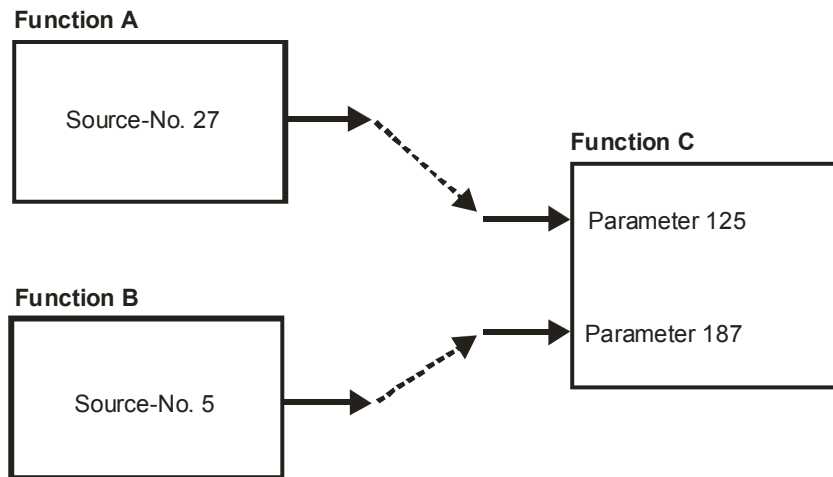 Function A
Source-No. 27
Function C
Parameter 125
Function B
Parameter 187
Source-No. 5